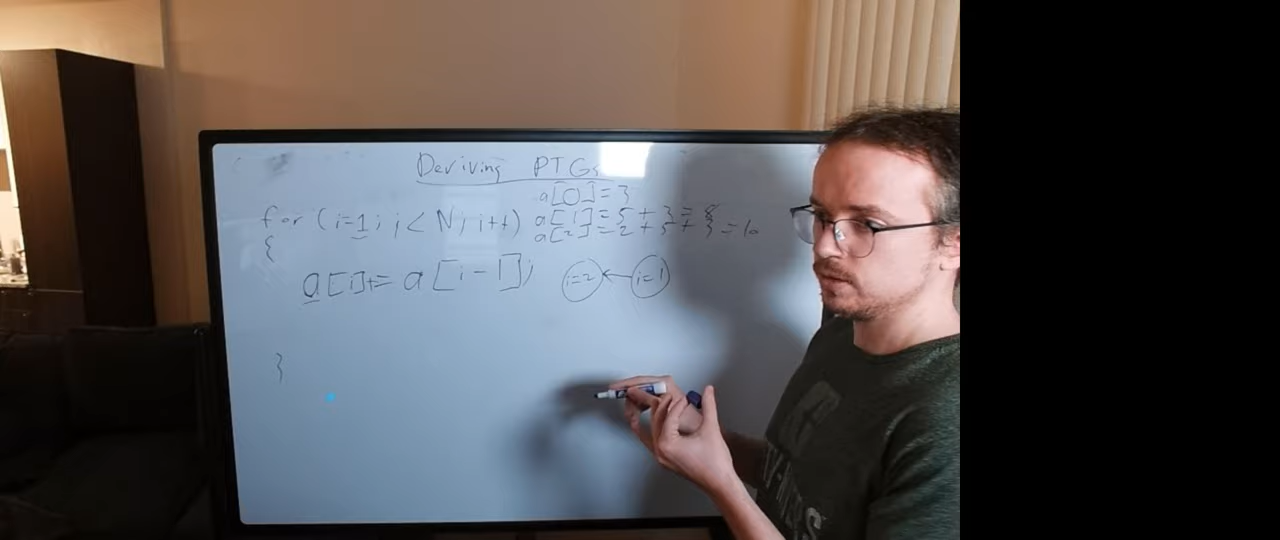 Deriving PTGs
a[0]=3
for (i=1; i<N; i++) a[1]=5+3=8
{ a[2]=2+5+3=10
a[i]+=a[i-1]; i=2 ← i=1
}